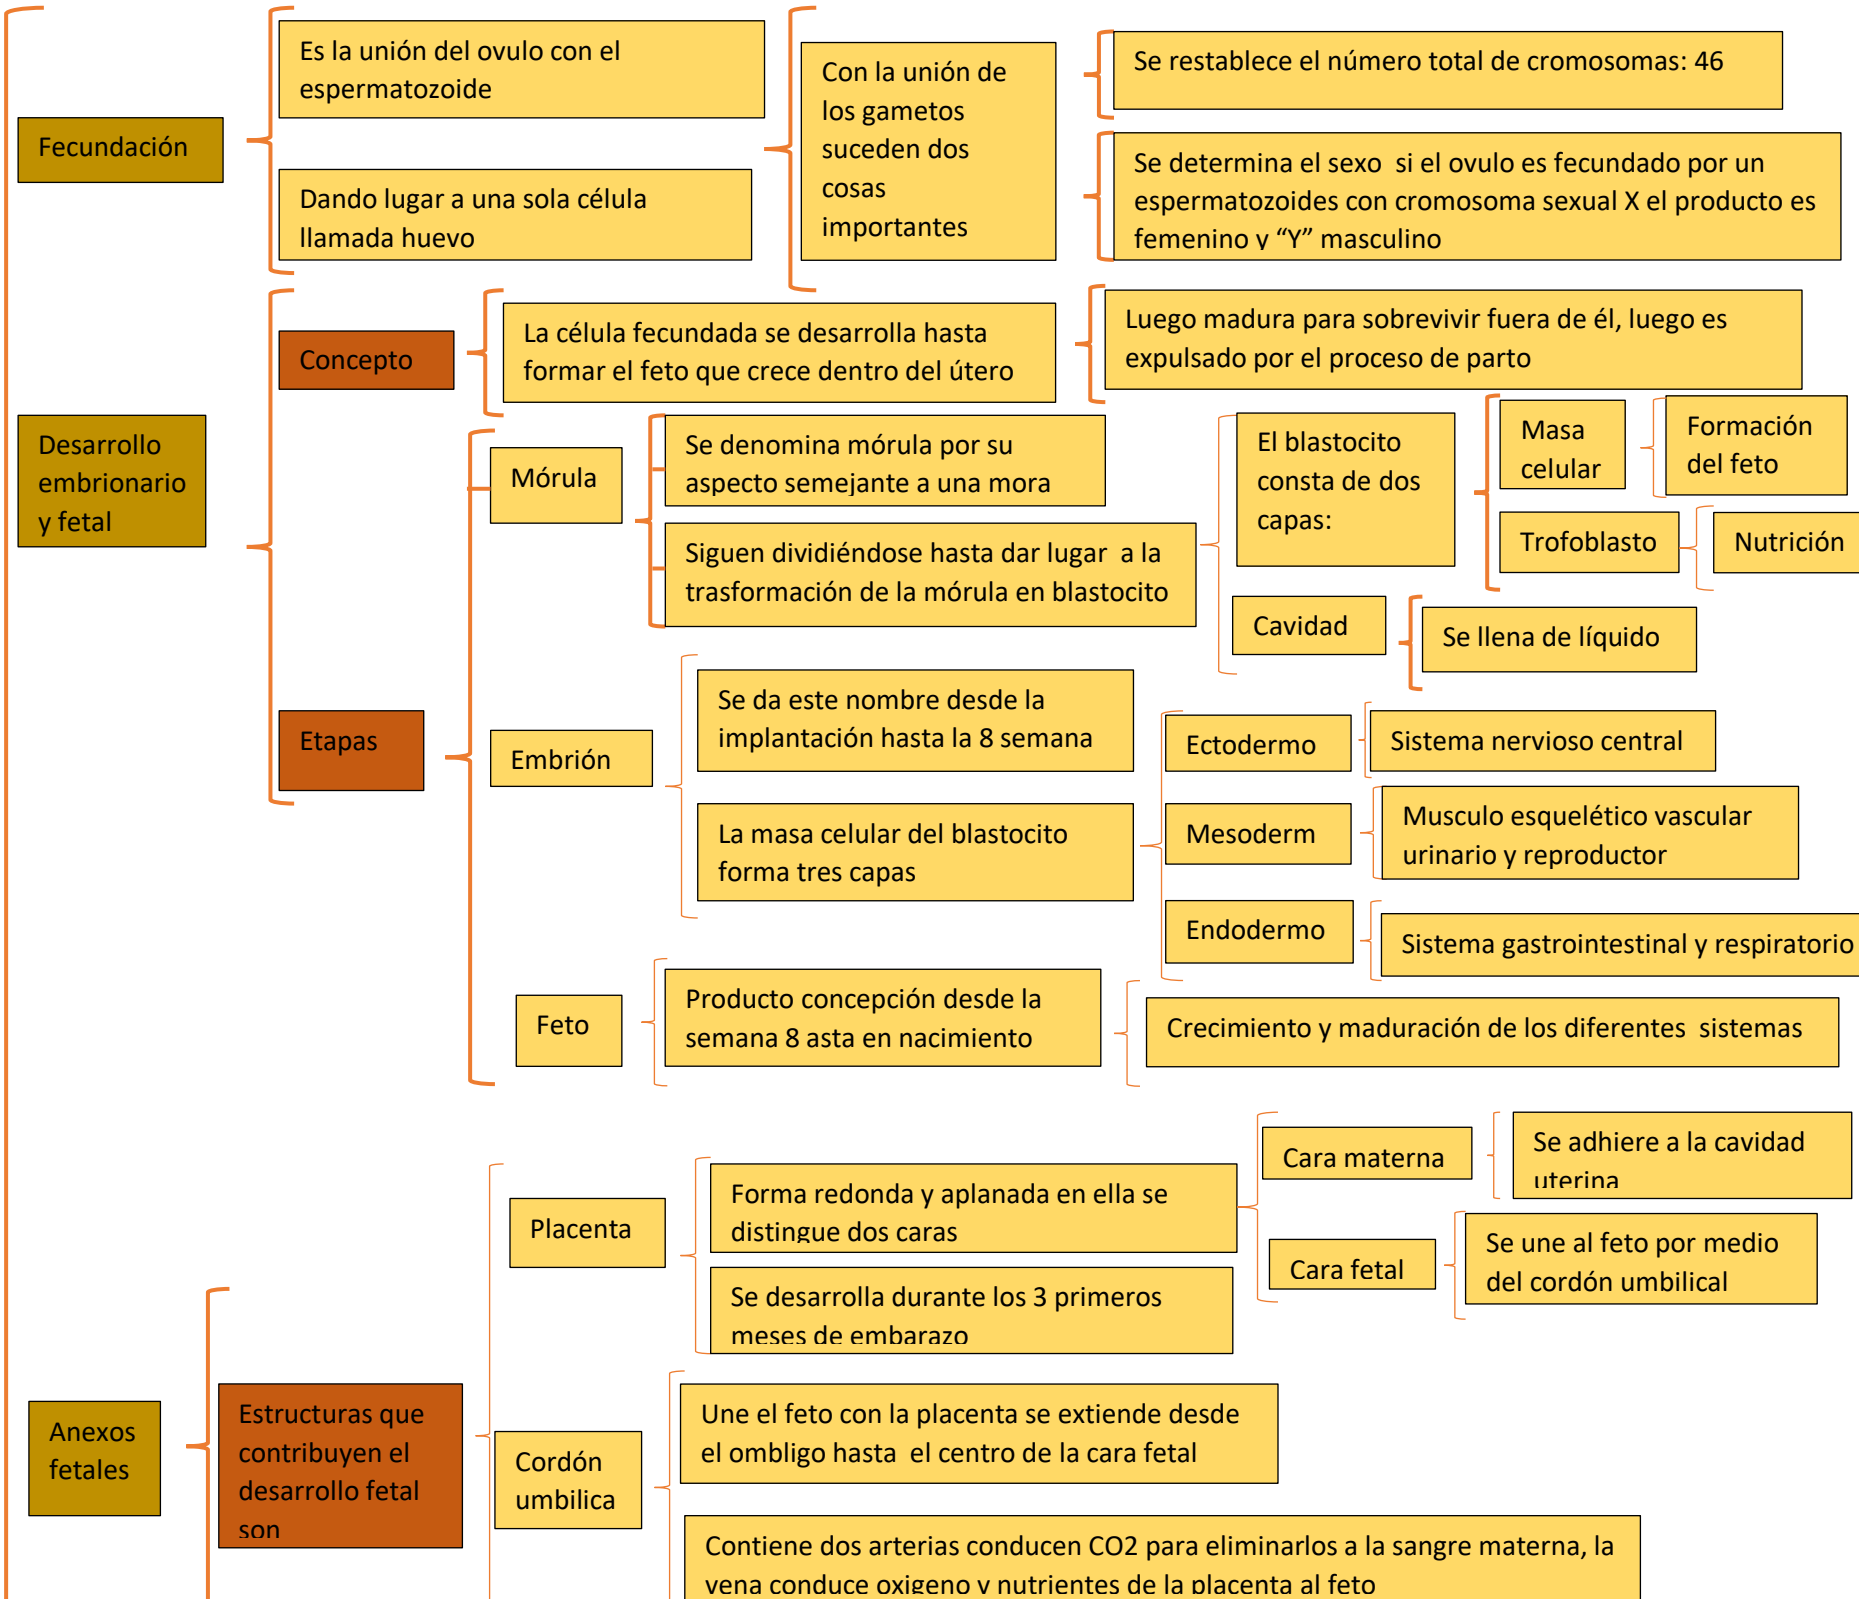 Fecundación
Es la unión del ovulo con el
espermatozoide
Dando lugar a una sola célula
llamada huevo
Con la unión de
los gametos
suceden dos
cosas
importantes
Se restablece el número total de cromosomas: 46
Se determina el sexo  si el ovulo es fecundado por un
espermatozoides con cromosoma sexual X el producto es
femenino y “Y” masculino
Desarrollo
embrionario
y fetal
Concepto
La célula fecundada se desarrolla hasta
formar el feto que crece dentro del útero
Luego madura para sobrevivir fuera de él, luego es
expulsado por el proceso de parto
Etapas
Mórula
Se denomina mórula por su
aspecto semejante a una mora
Siguen dividiéndose hasta dar lugar  a la
trasformación de la mórula en blastocito
El blastocito
consta de dos
capas:
Masa
celular
Formación
del feto
Trofoblasto
Nutrición
Cavidad
Se llena de líquido
Embrión
Se da este nombre desde la
implantación hasta la 8 semana
La masa celular del blastocito
forma tres capas
Ectodermo
Sistema nervioso central
Mesoderm
Musculo esquelético vascular
urinario y reproductor
Endodermo
Sistema gastrointestinal y respiratorio
Feto
Producto concepción desde la
semana 8 asta en nacimiento
Crecimiento y maduración de los diferentes  sistemas
Anexos
fetales
Estructuras que
contribuyen el
desarrollo fetal
son
Placenta
Forma redonda y aplanada en ella se
distingue dos caras
Cara materna
Se adhiere a la cavidad
uterina
Cara fetal
Se une al feto por medio
del cordón umbilical
Se desarrolla durante los 3 primeros
meses de embarazo
Cordón
umbilica
Une el feto con la placenta se extiende desde
el ombligo hasta  el centro de la cara fetal
Contiene dos arterias conducen CO2 para eliminarlos a la sangre materna, la
vena conduce oxigeno y nutrientes de la placenta al feto